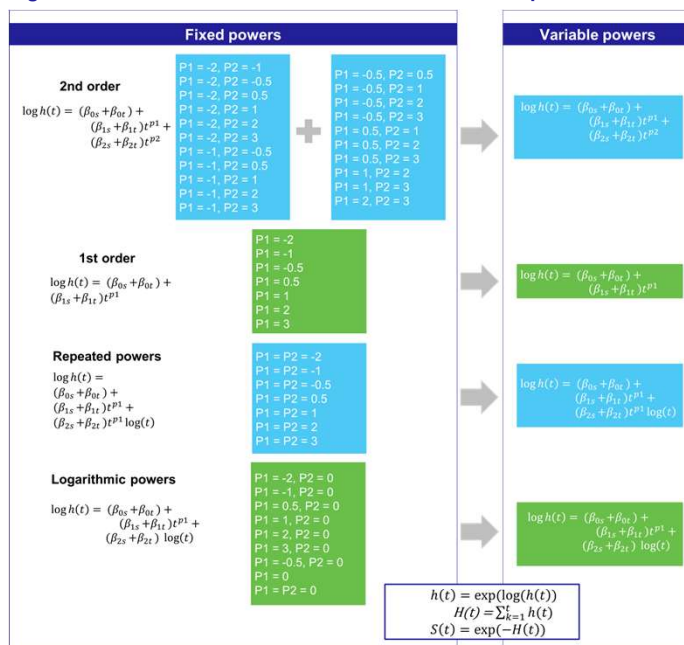 Fixed powers
Variable powers
2nd order
log h(t) = (β0s + β0t) +
(β1s + β1t)t^p1 +
(β2s + β2t)t^p2
P1 = -2, P2 = -1
P1 = -2, P2 = -0.5
P1 = -2, P2 = 0.5
P1 = -2, P2 = 1
P1 = -2, P2 = 2
P1 = -2, P2 = 3
P1 = -1, P2 = -0.5
P1 = -1, P2 = 0.5
P1 = -1, P2 = 1
P1 = -1, P2 = 2
P1 = -1, P2 = 3
P1 = -0.5, P2 = 0.5
P1 = -0.5, P2 = 1
P1 = -0.5, P2 = 2
P1 = -0.5, P2 = 3
P1 = 0.5, P2 = 1
P1 = 0.5, P2 = 2
P1 = 0.5, P2 = 3
P1 = 1, P2 = 2
P1 = 1, P2 = 3
P1 = 2, P2 = 3
log h(t) = (β0s + β0t) +
(β1s + β1t)t^p1 +
(β2s + β2t)t^p2
1st order
log h(t) = (β0s + β0t) +
(β1s + β1t)t^p1
P1 = -2
P1 = -1
P1 = -0.5
P1 = 0.5
P1 = 1
P1 = 2
P1 = 3
log h(t) = (β0s + β0t) +
(β1s + β1t)t^p1
Repeated powers
log h(t) =
(β0s + β0t) +
(β1s + β1t)t^p1 +
(β2s + β2t)t^p1 log(t)
P1 = P2 = -2
P1 = P2 = -1
P1 = P2 = -0.5
P1 = P2 = 0.5
P1 = P2 = 1
P1 = P2 = 2
P1 = P2 = 3
log h(t) = (β0s + β0t) +
(β1s + β1t)t^p1 +
(β2s + β2t)t^p1 log(t)
Logarithmic powers
log h(t) = (β0s + β0t) +
(β1s + β1t)t^p1 +
(β2s + β2t) log(t)
P1 = -2, P2 = 0
P1 = -1, P2 = 0
P1 = 0.5, P2 = 0
P1 = 1, P2 = 0
P1 = 2, P2 = 0
P1 = 3, P2 = 0
P1 = -0.5, P2 = 0
P1 = 0
P1 = P2 = 0
log h(t) = (β0s + β0t) +
(β1s + β1t)t^p1 +
(β2s + β2t) log(t)
h(t) = exp(log(h(t))
H(t) = ∑_{k=1}^{t} h(t)
S(t) = exp(−H(t))